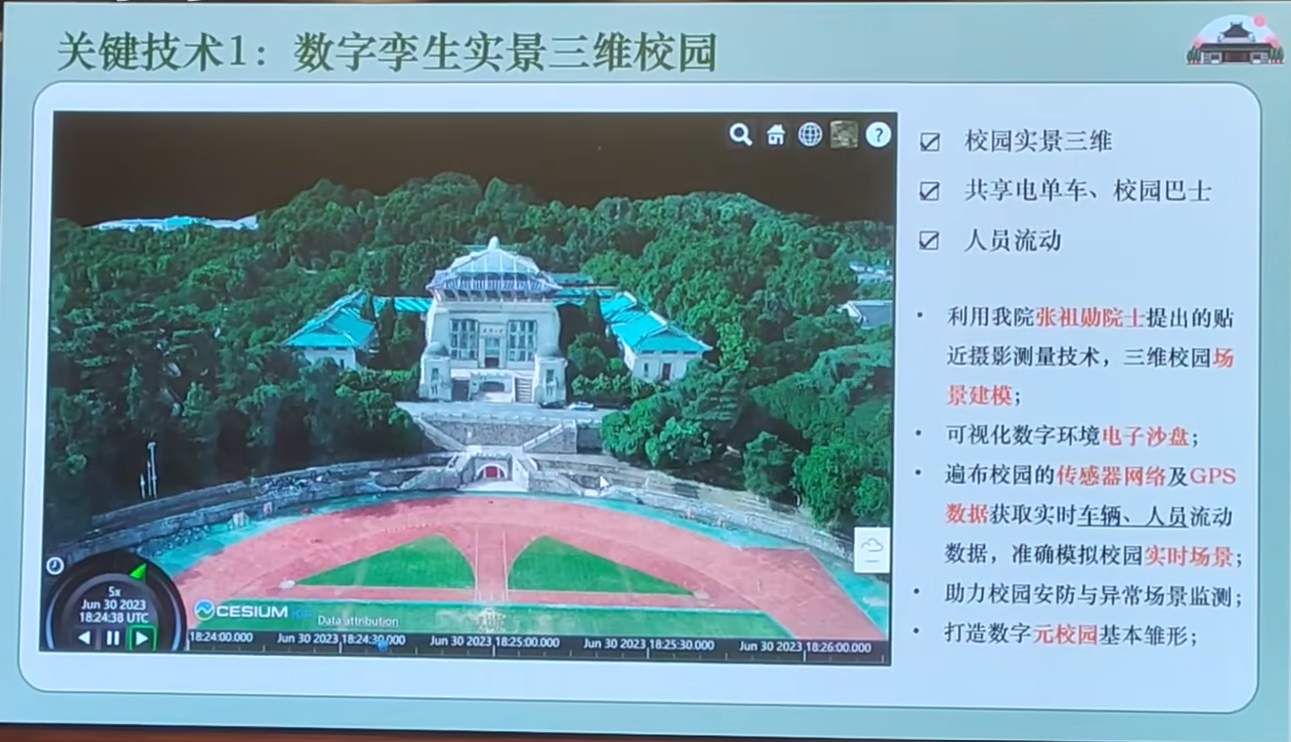 关键技术1：数字孪生实景三维校园
校园实景三维
共享电单车、校园巴士
人员流动
• 利用我院张祖勋院士提出的贴
近摄影测量技术，三维校园场
景建模；
• 可视化数字环境电子沙盘；
• 遍布校园的传感器网络及GPS
数据获取实时车辆、人员流动
数据，准确模拟校园实时场景；
• 助力校园安防与异常场景监测；
• 打造数字元校园基本雏形；
?
5x
Jun 30 2023
18:24:38 UTC
CESIUM
Data attribution
18:24:00.000
Jun 30 2023 18:24:30.000
Jun 30 2023 18:25:00.000
Jun 30 2023 18:25:30.000
Jun 30 2023 18:26:00.000